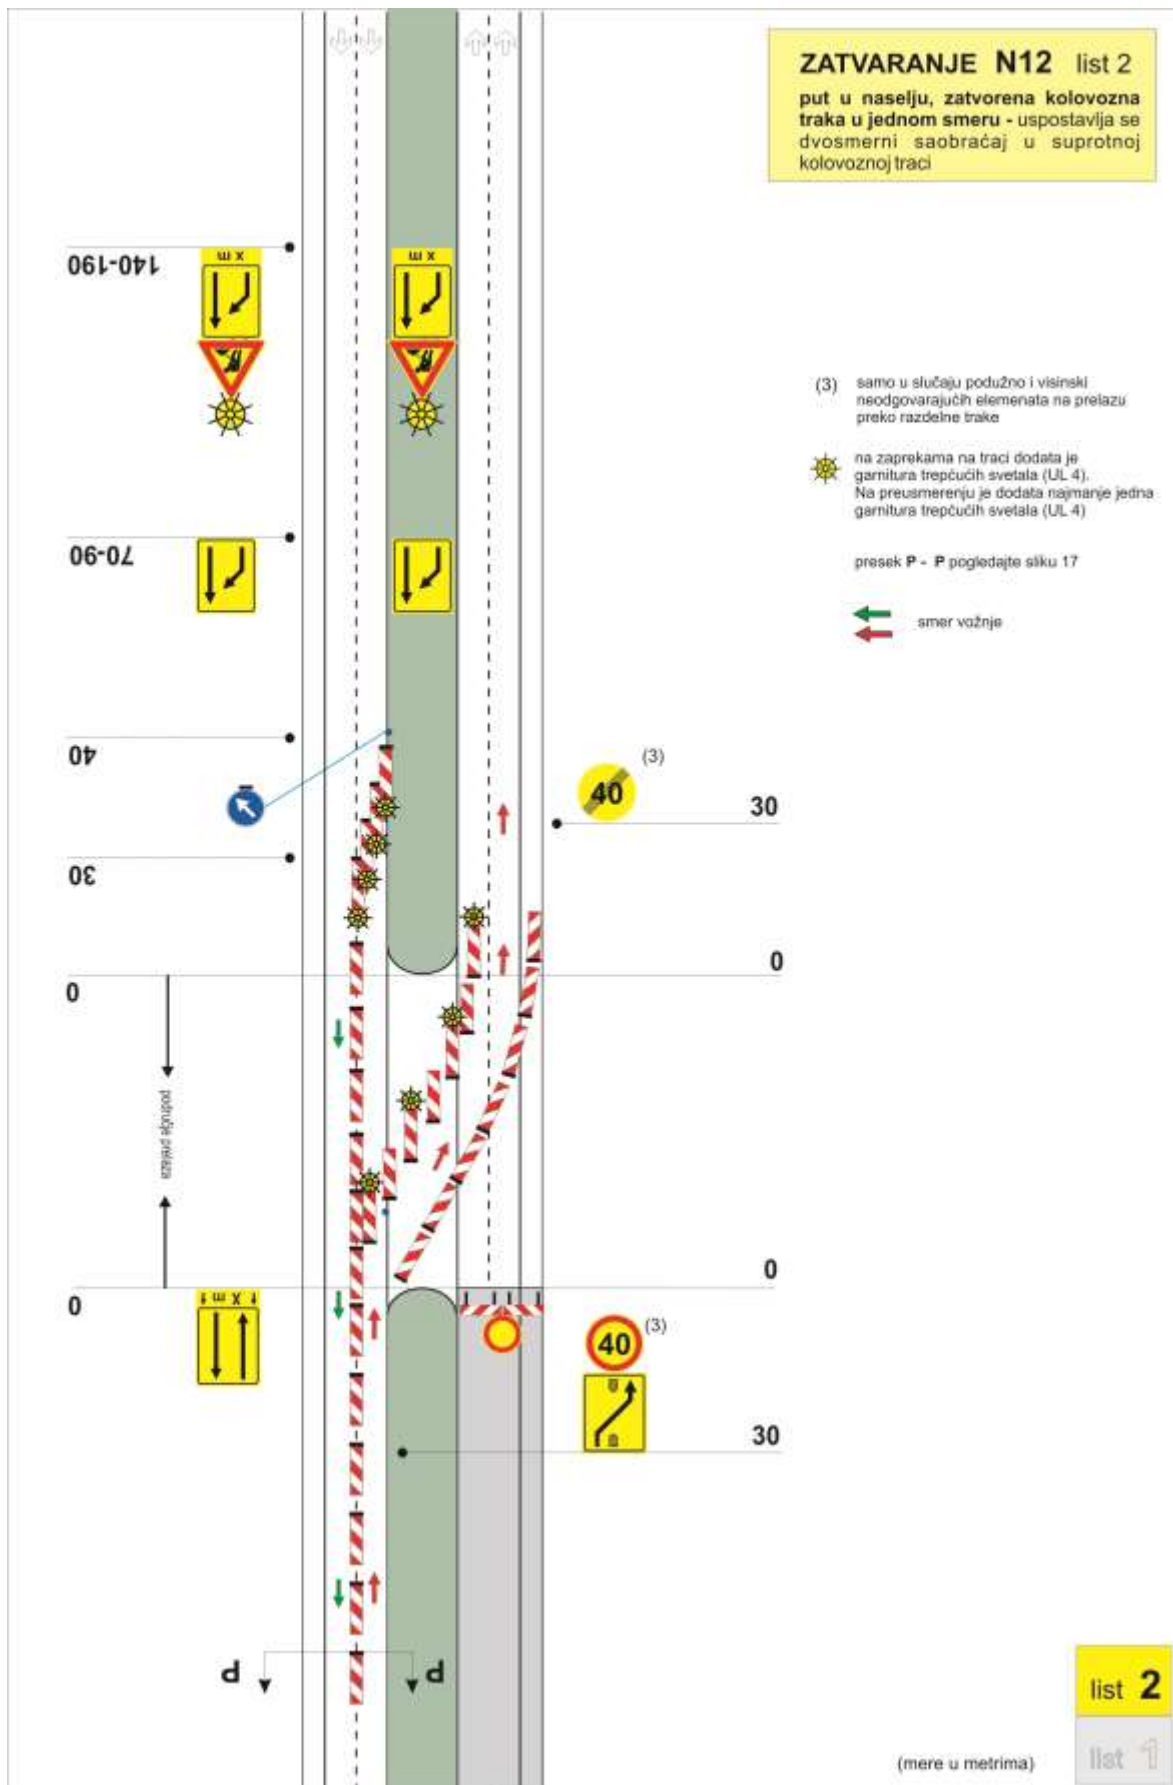 ZATVARANJE N12 list 2
put u naselju, zatvorena kolovozna
traka u jednom smeru - uspostavlja se
dvosmerni saobraćaj u suprotnoj
kolovoznoj traci
140-190
x m
x m
(3) samo u slučaju podužno i visinski
neodgovarajućih elemenata na prelazu
preko razdelne trake
na zaprekama na traci dodata je
garnitura trepćućih svetala (UL 4).
Na preusmerenju je dodata najmanje jedna
garnitura trepćućih svetala (UL 4)
70-90
presek P - P pogledajte sliku 17
smer vožnje
40
40
(3)
30
30
0
0
područje prelaza
0
0
X m
40
(3)
30
P
P
list 2
(mere u metrima)
list 1